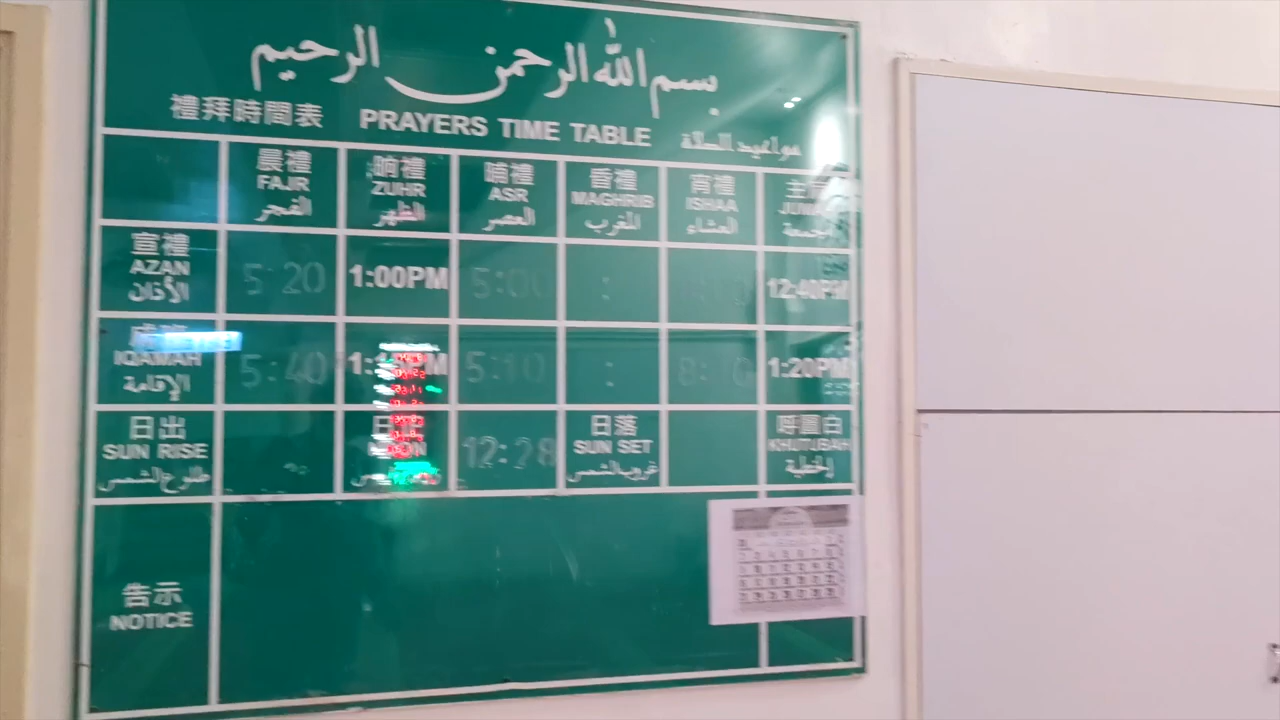 بسم الله الرحمن الرحيم
禮拜時間表 PRAYERS TIME TABLE مواعيد الصلاة
晨禮 晌禮 晡禮 昏禮 宵禮
FAJR ZUHR ASR MAGHRIB ISHAA
الفجر الظهر العصر المغرب العشاء الجمعة
宣禮
AZAN
الأذان
5:20 1:00PM : 12:40PM
IQAMAH
الإقامة
5:40 5:10 : 1:20PM
日出 日落 呼圖白
SUN RISE SUN SET KHUTUBAH
طلوع الشمس غروب الشمس الخطبة
12:28
告示
NOTICE